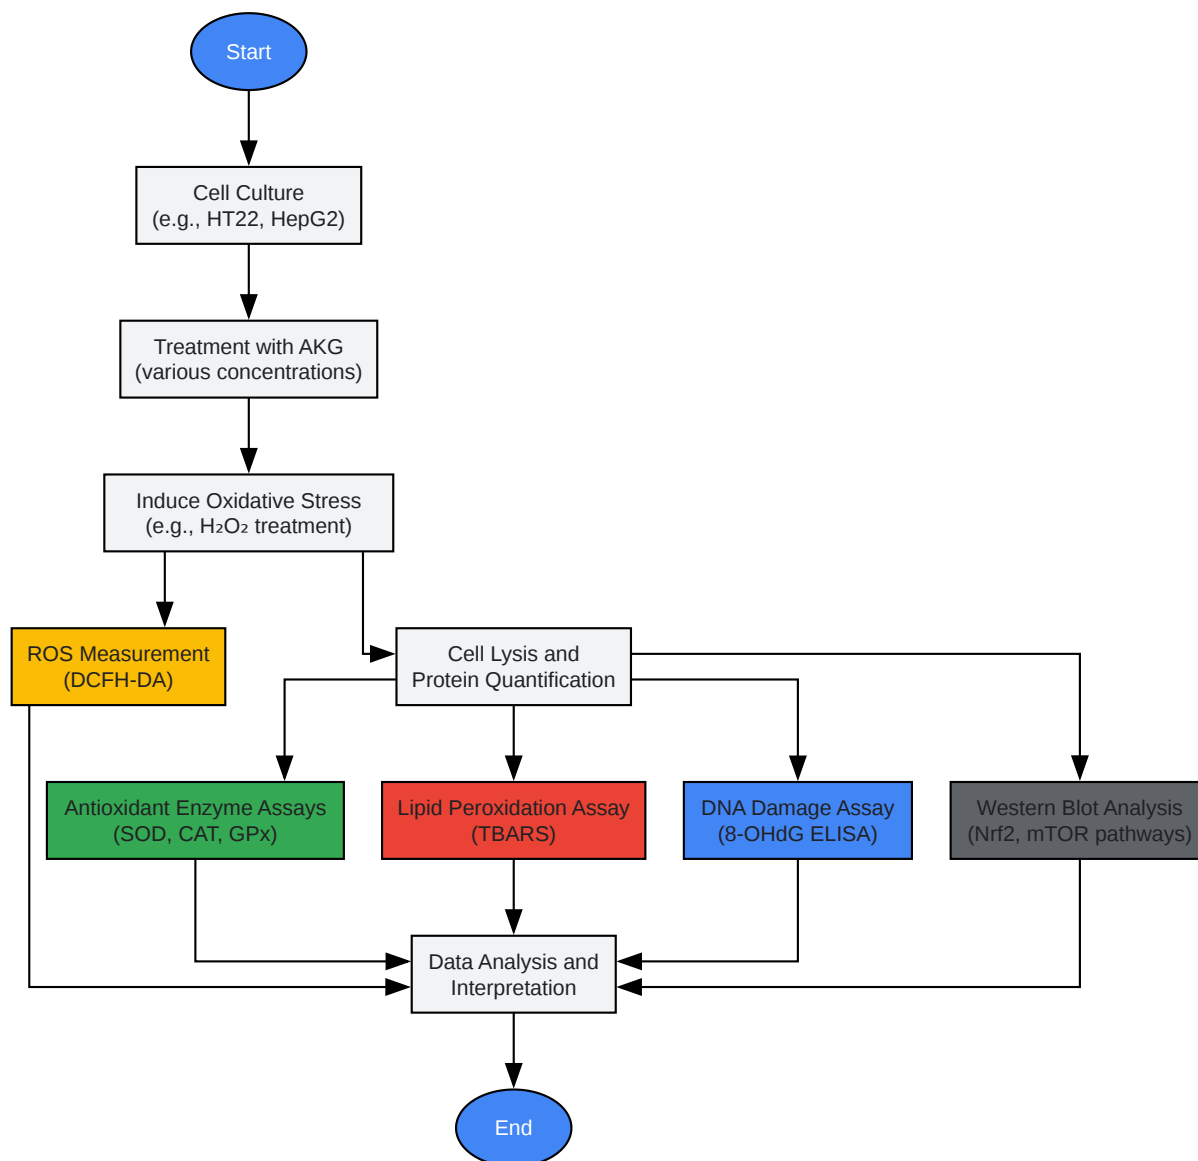 Start
Cell Culture
(e.g., HT22, HepG2)
Treatment with AKG
(various concentrations)
Induce Oxidative Stress
(e.g., H₂O₂ treatment)
ROS Measurement
(DCFH-DA)
Cell Lysis and
Protein Quantification
Antioxidant Enzyme Assays
(SOD, CAT, GPx)
Lipid Peroxidation Assay
(TBARS)
DNA Damage Assay
(8-OHdG ELISA)
Western Blot Analysis
(Nrf2, mTOR pathways)
Data Analysis and
Interpretation
End